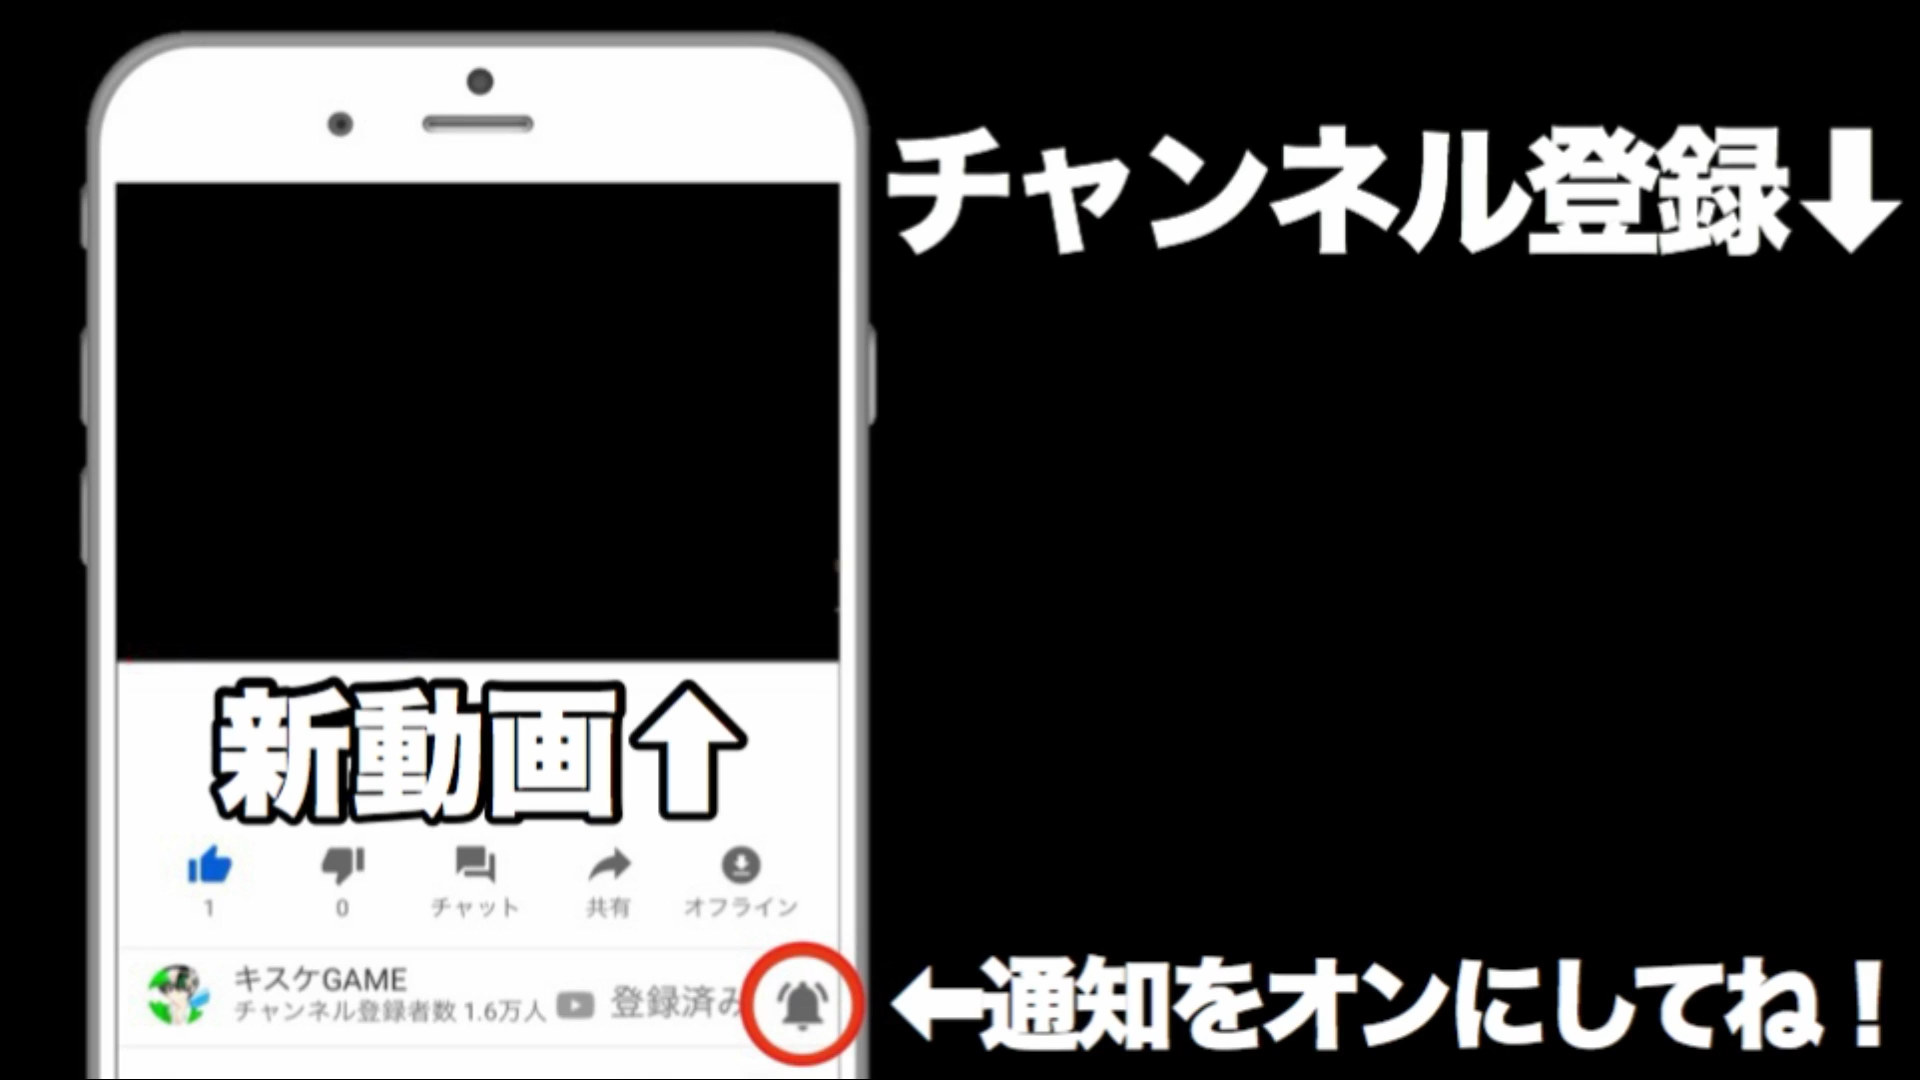 チャンネル登録⬇
新動画↑
1
0
チャット
共有
オフライン
キスケGAME
チャンネル登録者数 1.6万人
登録済み
⬅通知をオンにしてね!